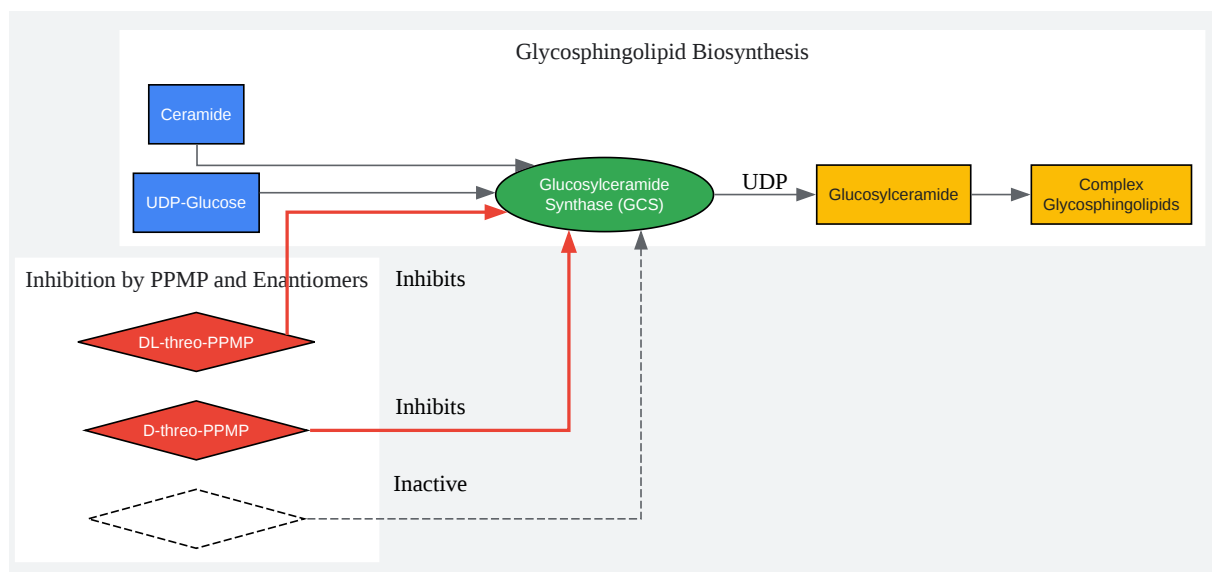 Glycosphingolipid Biosynthesis
Ceramide
UDP-Glucose
Glucosylceramide
Synthase (GCS)
UDP
Glucosylceramide
Complex
Glycosphingolipids
Inhibition by PPMP and Enantiomers
Inhibits
DL-threo-PPMP
Inhibits
D-threo-PPMP
Inactive